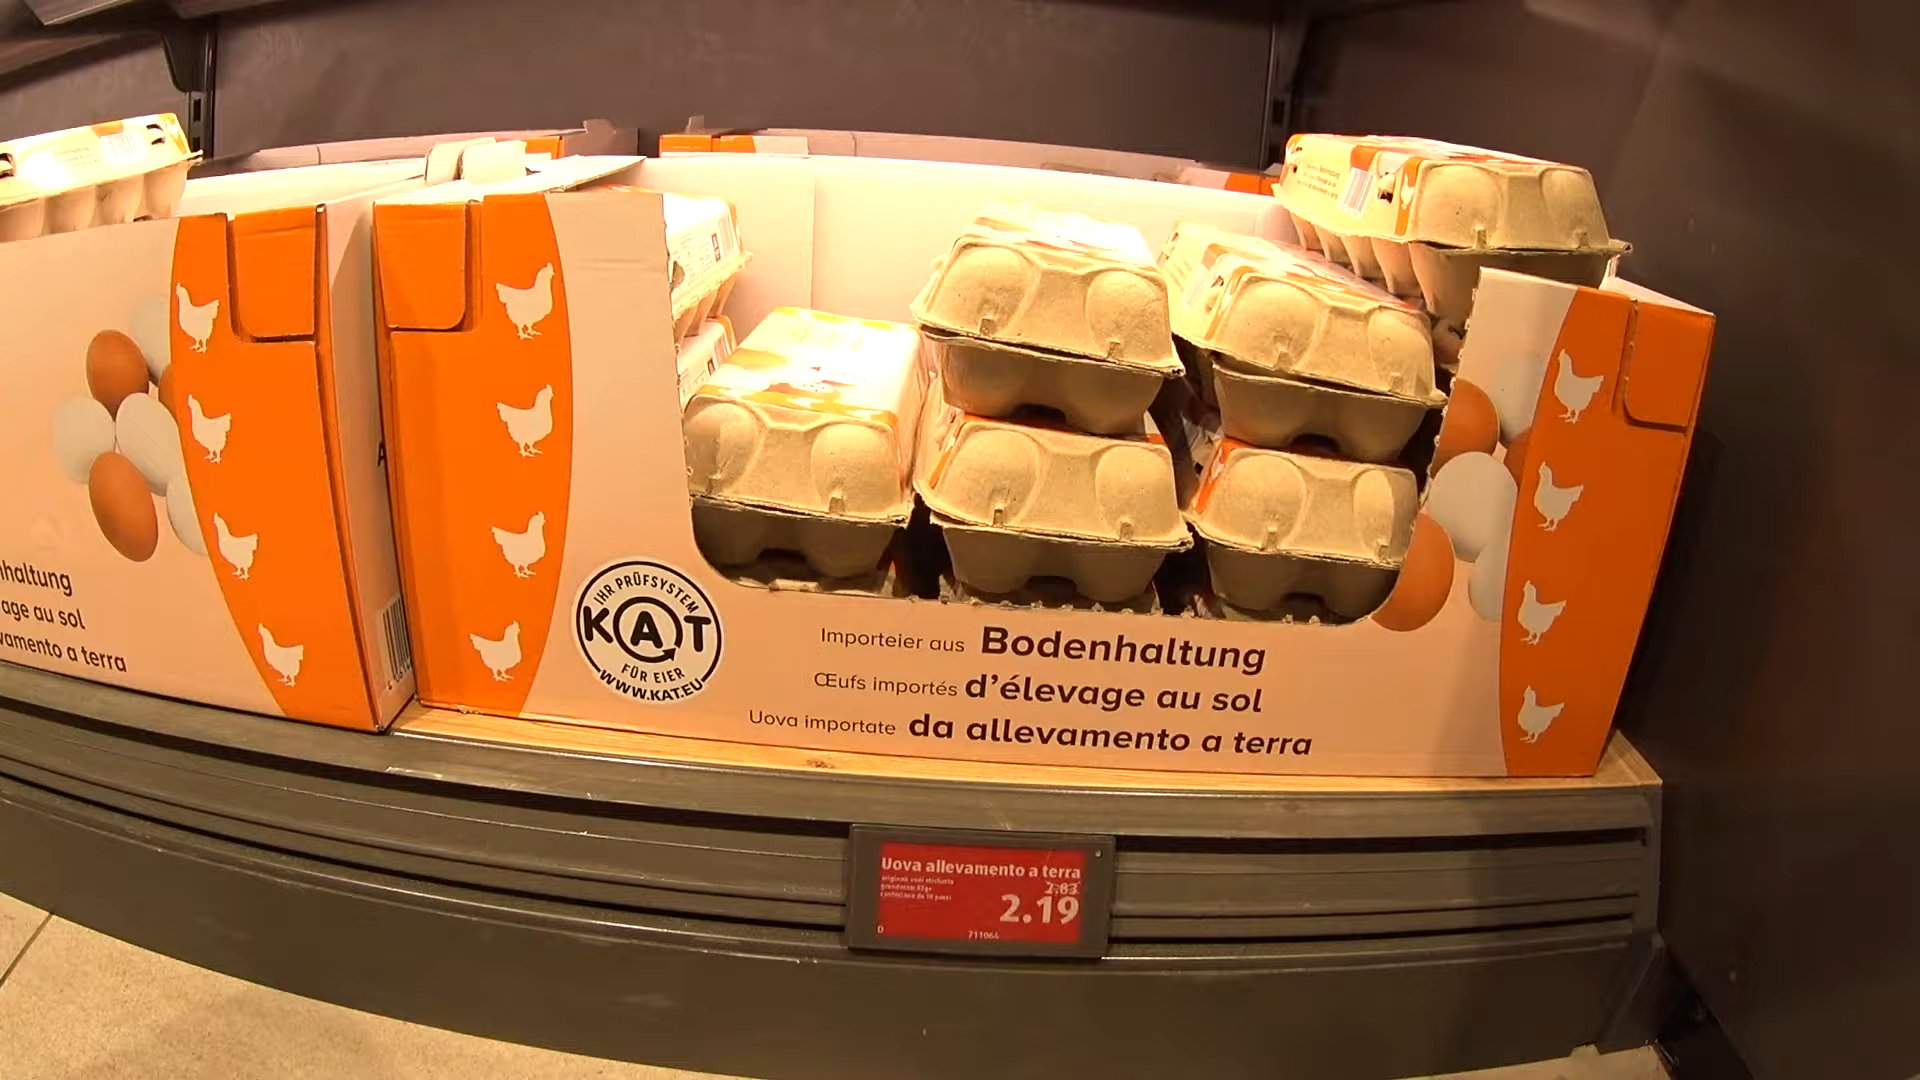 nhaltung
age au sol
vamento a terra
IHR PRÜFSYSTEM
KAT
FÜR EIER
WWW.KAT.EU
Importeier aus Bodenhaltung
Œufs importés d'élevage au sol
Uova importate da allevamento a terra
Uova allevamento a terra
2.83
2.19
0
711064